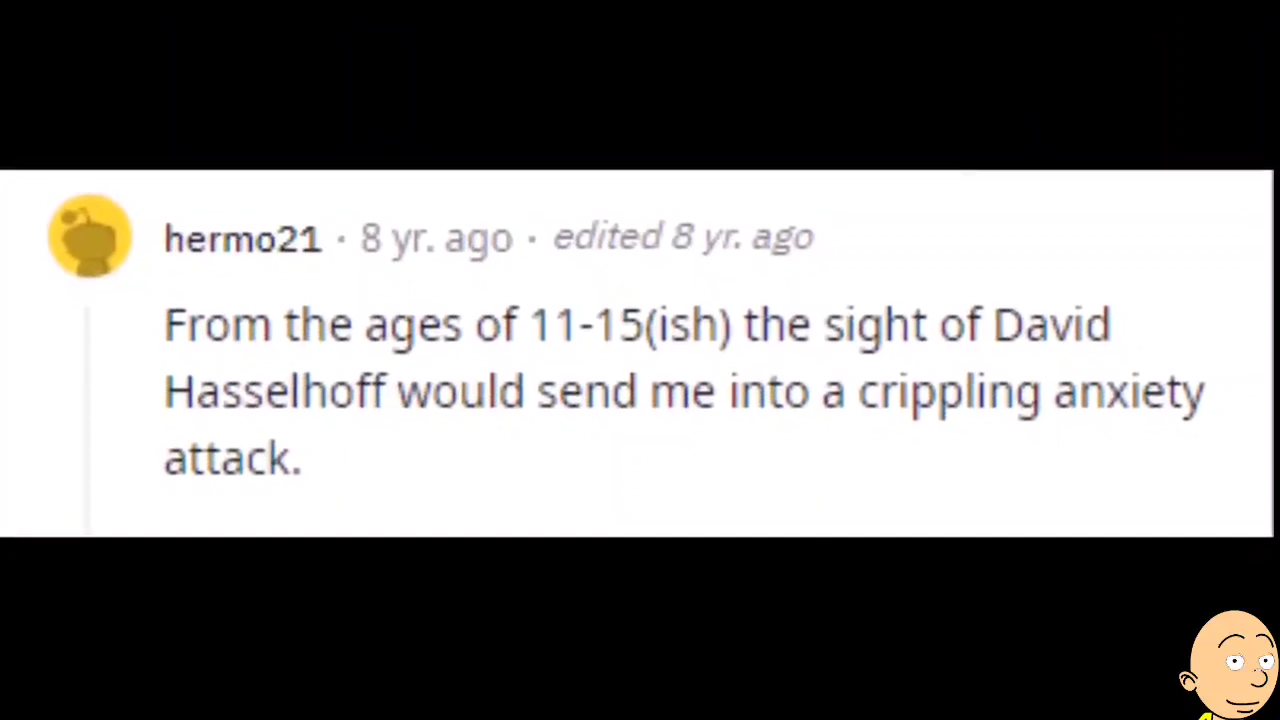 hermo21 · 8 yr. ago · edited 8 yr. ago
From the ages of 11-15(ish) the sight of David
Hasselhoff would send me into a crippling anxiety
attack.